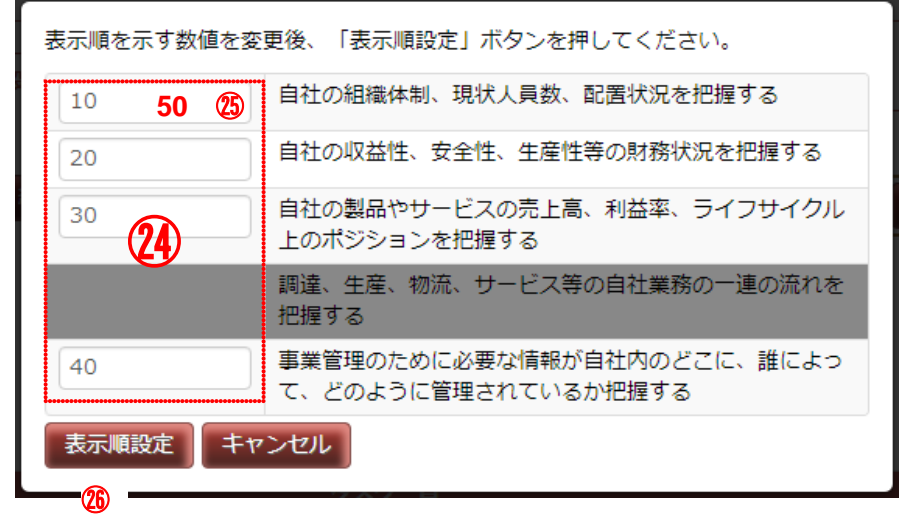 表示順を示す数値を変更後、「表示順設定」ボタンを押してください。
10 50 ㉕ 自社の組織体制、現状人員数、配置状況を把握する
20 自社の収益性、安全性、生産性等の財務状況を把握する
30 自社の製品やサービスの売上高、利益率、ライフサイクル
㉔ 上のポジションを把握する
調達、生産、物流、サービス等の自社業務の一連の流れを
把握する
40 事業管理のために必要な情報が自社内のどこに、誰によっ
て、どのように管理されているか把握する
表示順設定 キャンセル
㉖